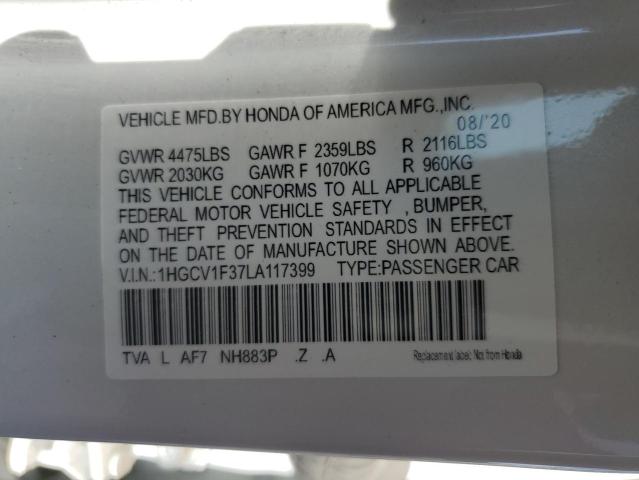 VEHICLE MFD.BY HONDA OF AMERICA MFG.,INC.
08/'20
GVWR 4475LBS GAWR F 2359LBS R 2116LBS
GVWR 2030KG GAWR F 1070KG R 960KG
THIS VEHICLE CONFORMS TO ALL APPLICABLE
FEDERAL MOTOR VEHICLE SAFETY ,BUMPER,
AND THEFT PREVENTION STANDARDS IN EFFECT
ON THE DATE OF MANUFACTURE SHOWN ABOVE.
V.I.N.:1HGCV1F37LA117399 TYPE:PASSENGER CAR
TVA L AF7 NH883P .Z .A
Replacement label: Not from Honda